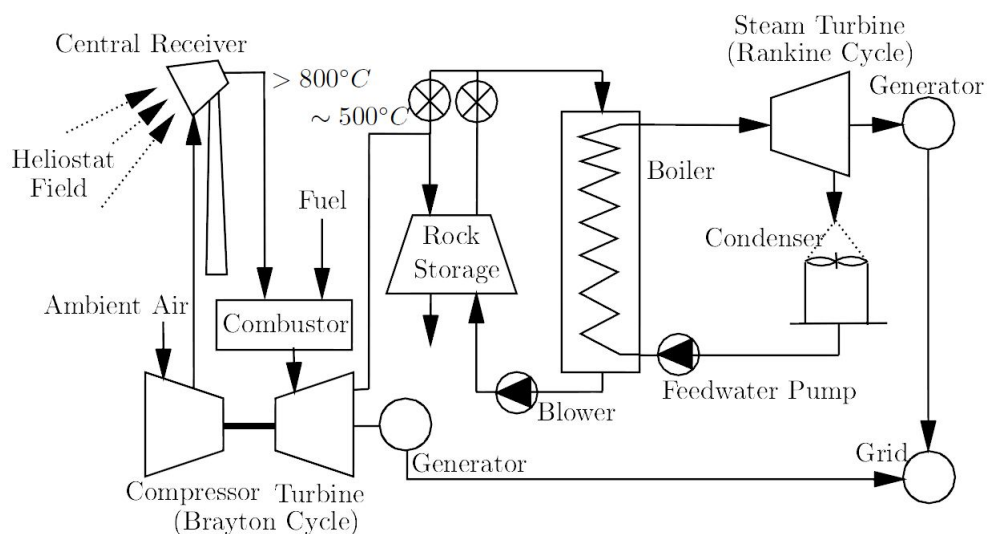 Central Receiver
> 800°C
~ 500°C
Steam Turbine
(Rankine Cycle)
Generator
Heliostat
Field
Boiler
Fuel
Rock
Storage
Condenser
Ambient Air
Combustor
Feedwater Pump
Blower
Generator
Grid
Compressor
Turbine
(Brayton Cycle)